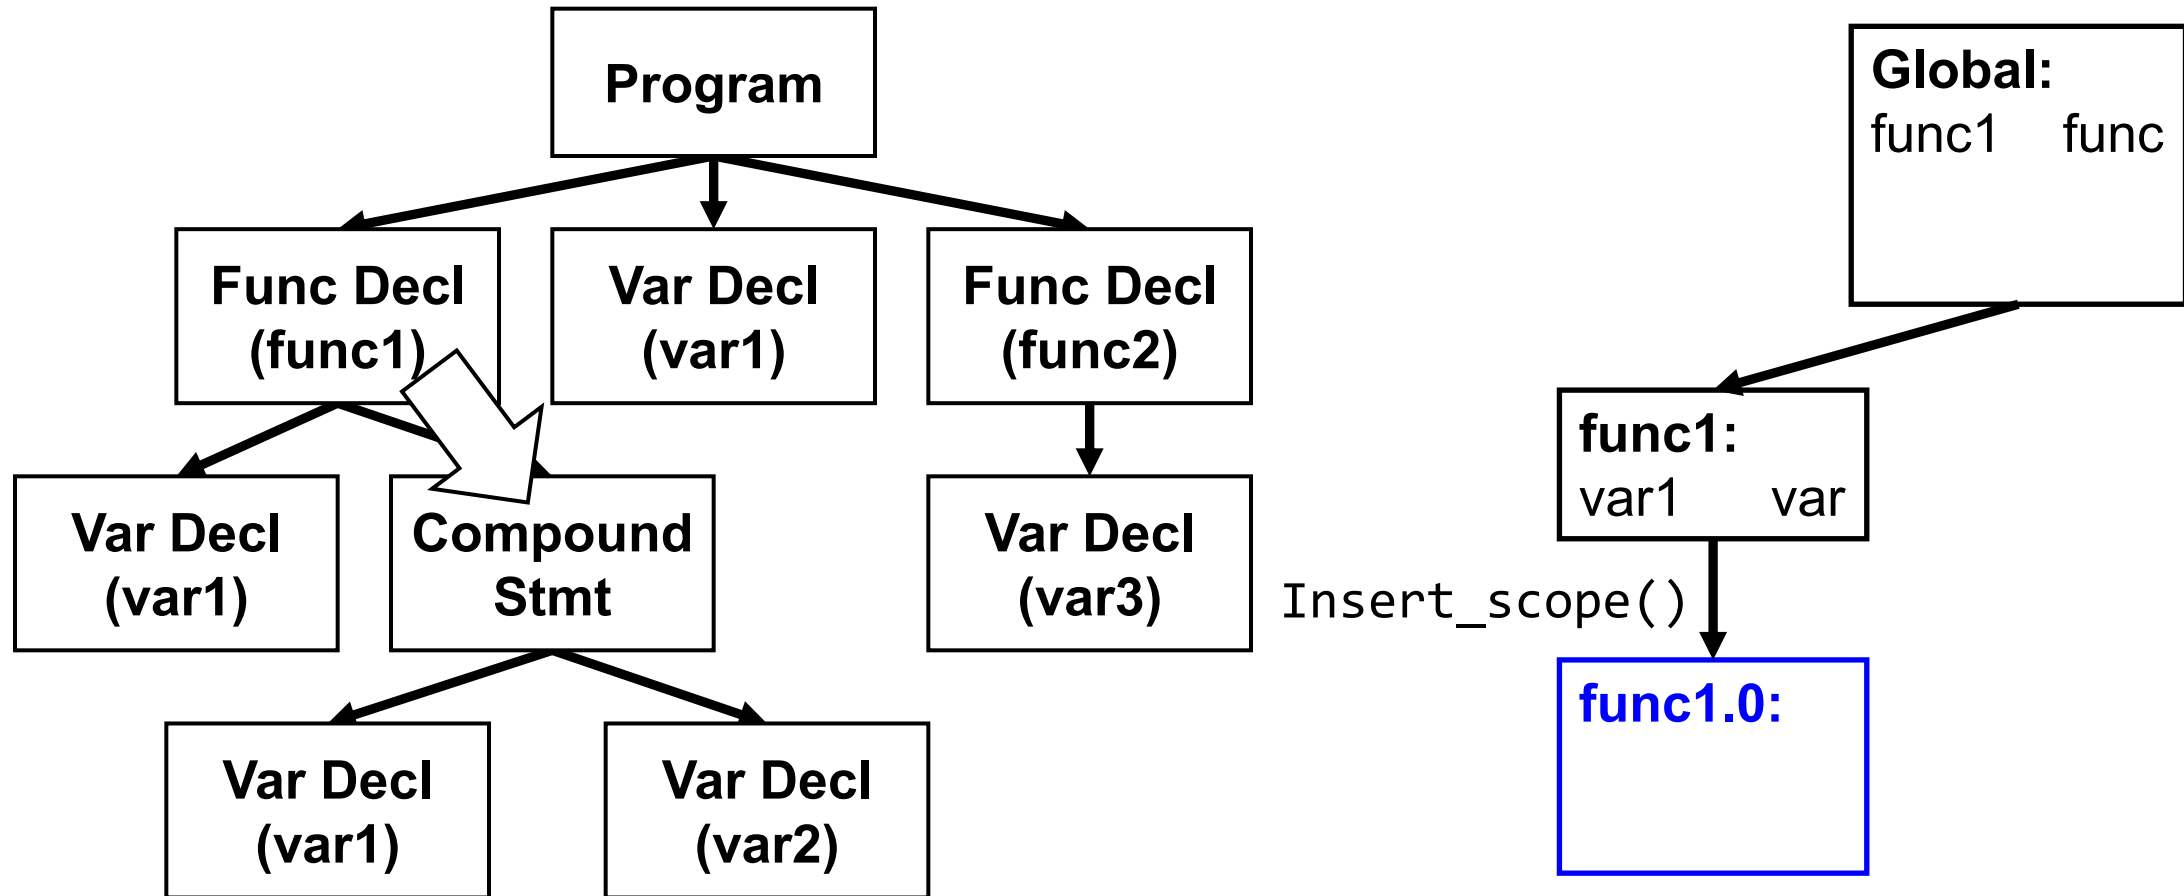 Program
Func Decl
(func1)
Var Decl
(var1)
Func Decl
(func2)
Var Decl
(var1)
Compound
Stmt
Var Decl
(var3)
Var Decl
(var1)
Var Decl
(var2)
Global:
func1 func
func1:
var1 var
Insert_scope()
func1.0: